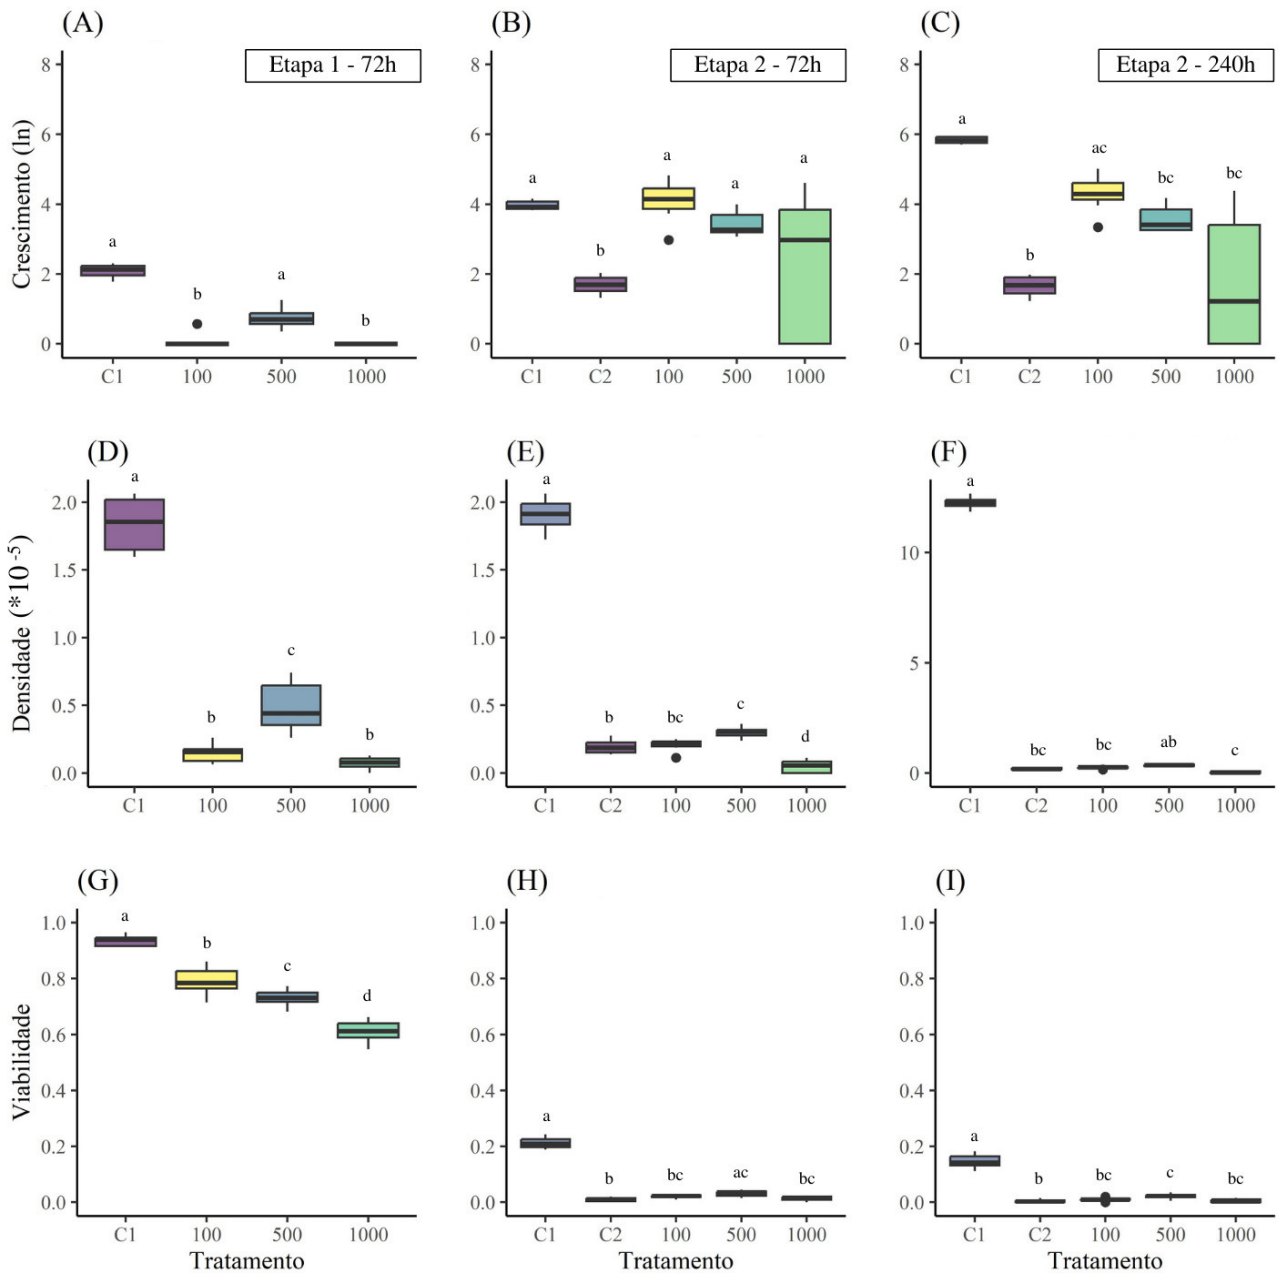 (A)
(B)
(C)
Etapa 1 - 72h
Etapa 2 - 72h
Etapa 2 - 240h
Crescimento (ln)
8
6
4
2
0
a
b
a
b
C1
100
500
1000
8
6
4
2
0
a
b
a
a
a
C1
C2
100
500
1000
8
6
4
2
0
a
b
ac
bc
bc
C1
C2
100
500
1000
(D)
(E)
(F)
Densidade (*10 -5)
2.0
1.5
1.0
0.5
0.0
a
b
c
b
C1
100
500
1000
2.0
1.5
1.0
0.5
0.0
a
b
bc
c
d
C1
C2
100
500
1000
10
5
0
a
bc
bc
ab
c
C1
C2
100
500
1000
(G)
(H)
(I)
Viabilidade
1.0
0.8
0.6
0.4
0.2
0.0
a
b
c
d
C1
100
500
1000
Tratamento
1.0
0.8
0.6
0.4
0.2
0.0
a
b
bc
ac
bc
C1
C2
100
500
1000
Tratamento
1.0
0.8
0.6
0.4
0.2
0.0
a
b
bc
c
bc
C1
C2
100
500
1000
Tratamento